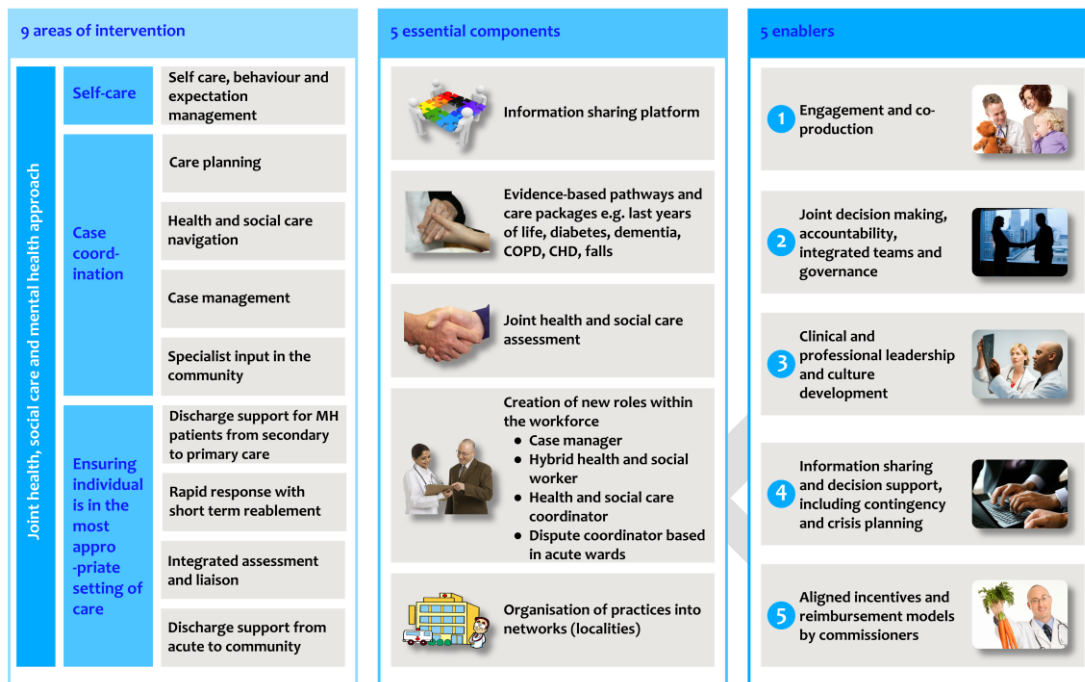 9 areas of intervention
Joint health, social care and mental health approach
Self-care
Self care, behaviour and
expectation
management
Case
coord-
ination
Care planning
Health and social care
navigation
Case management
Specialist input in the
community
Ensuring
individual
is in the
most
appro
-priate
setting of
care
Discharge support for MH
patients from secondary
to primary care
Rapid response with
short term reablement
Integrated assessment
and liaison
Discharge support from
acute to community
5 essential components
Information sharing platform
Evidence-based pathways and
care packages e.g. last years
of life, diabetes, dementia,
COPD, CHD, falls
Joint health and social care
assessment
Creation of new roles within
the workforce
● Case manager
● Hybrid health and social
worker
● Health and social care
coordinator
● Dispute coordinator based
in acute wards
Organisation of practices into
networks (localities)
5 enablers
1 Engagement and co-
production
2 Joint decision making,
accountability,
integrated teams and
governance
3 Clinical and
professional leadership
and culture
development
4 Information sharing
and decision support,
including contingency
and crisis planning
5 Aligned incentives and
reimbursement models
by commissioners